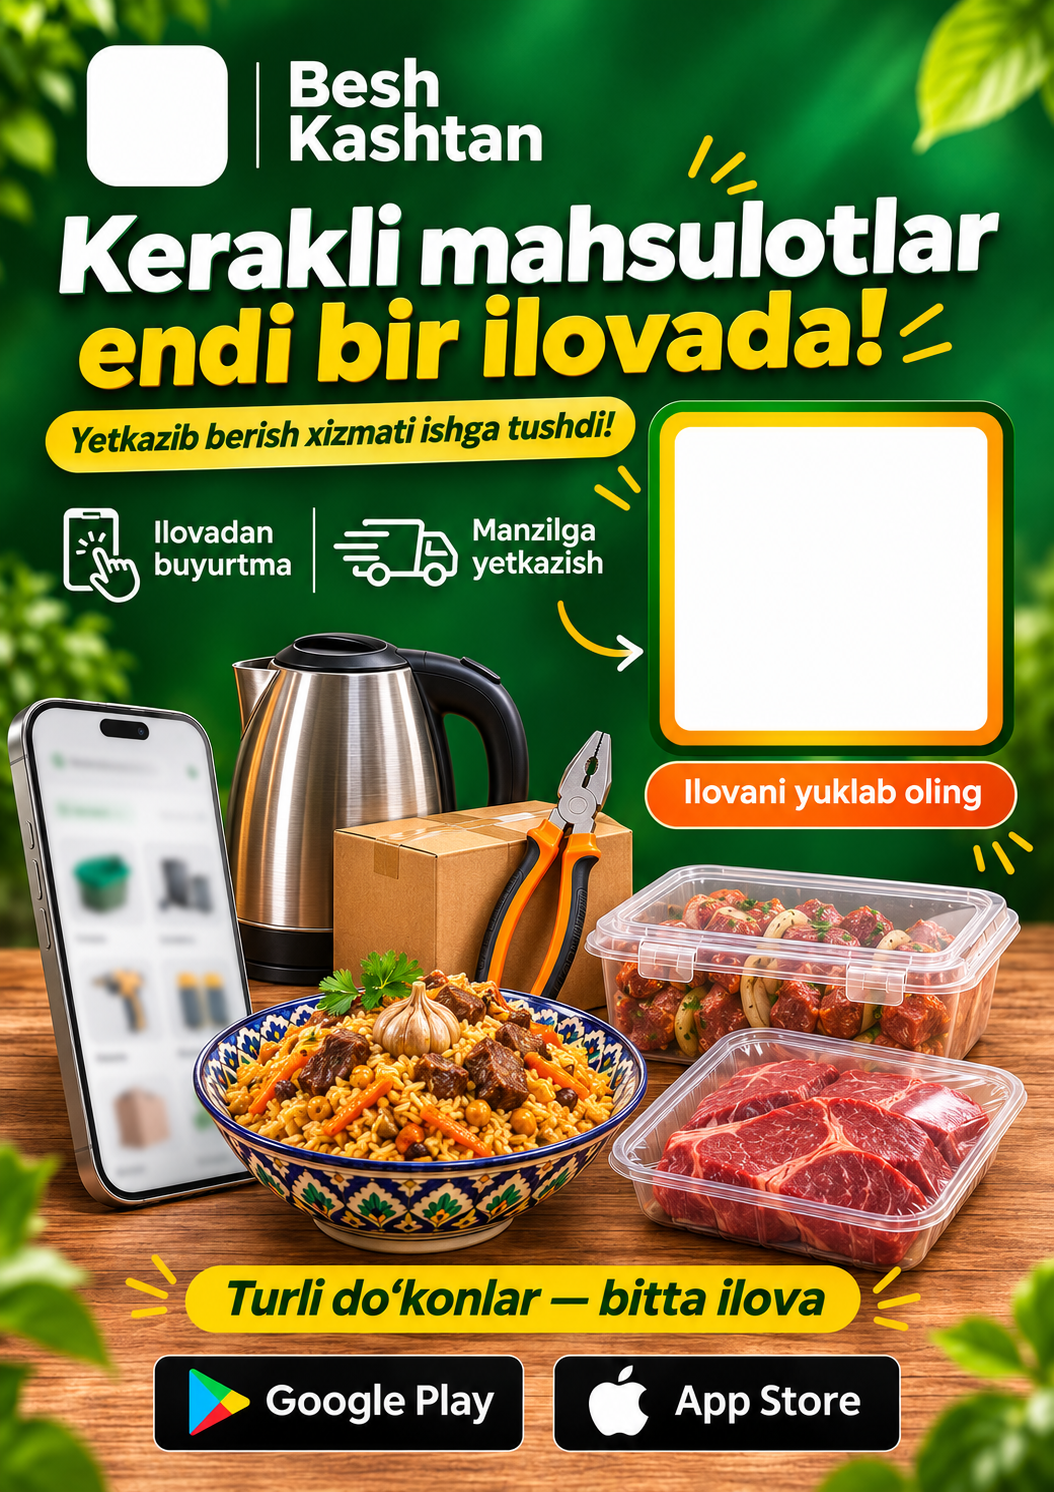 Besh
Kashtan
Kerakli mahsulotlar
endi bir ilovada!
Yetkazib berish xizmati ishga tushdi!
Ilovadan
buyurtma
Manzilga
yetkazish
Ilovani yuklab oling
Turli do‘konlar — bitta ilova
Google Play
App Store